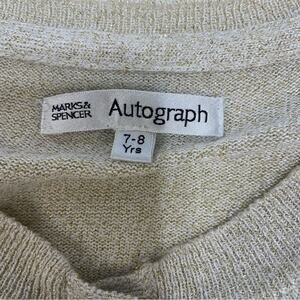 MARKS&
SPENCER
Autograph
7-8
Yrs